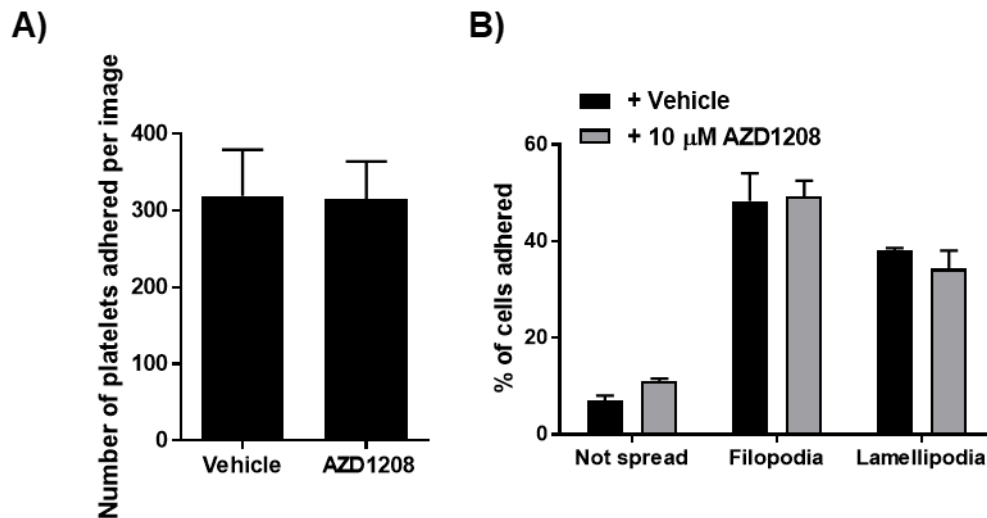 A)
Number of platelets adhered per image
400
300
200
100
0
Vehicle
AZD1208
B)
+ Vehicle
+ 10 μM AZD1208
% of cells adhered
60
40
20
0
Not spread
Filopodia
Lamellipodia